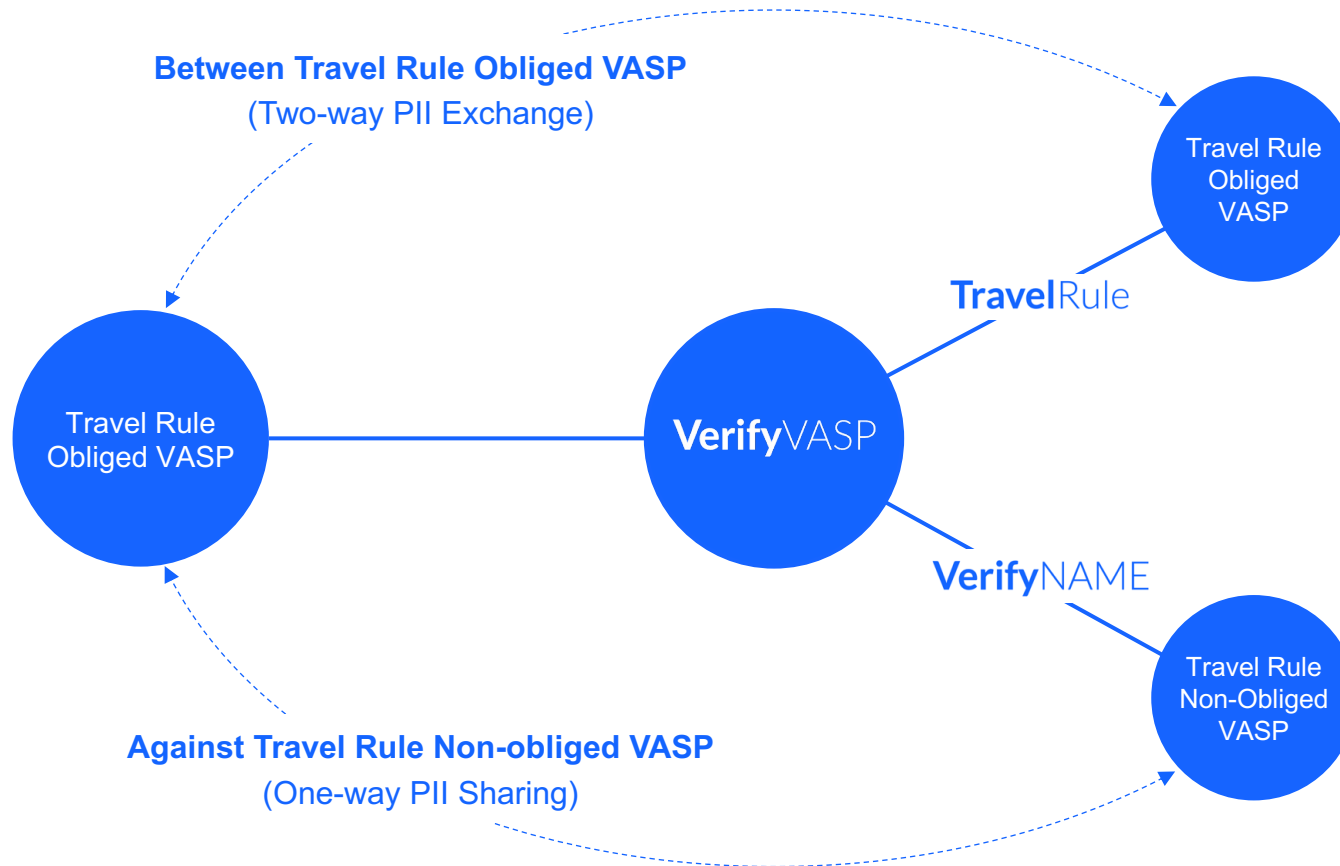 Between Travel Rule Obliged VASP
(Two-way PII Exchange)
Travel Rule
Obliged
VASP
TravelRule
Travel Rule
Obliged VASP
VerifyVASP
VerifyNAME
Travel Rule
Non-Obliged
VASP
Against Travel Rule Non-obliged VASP
(One-way PII Sharing)